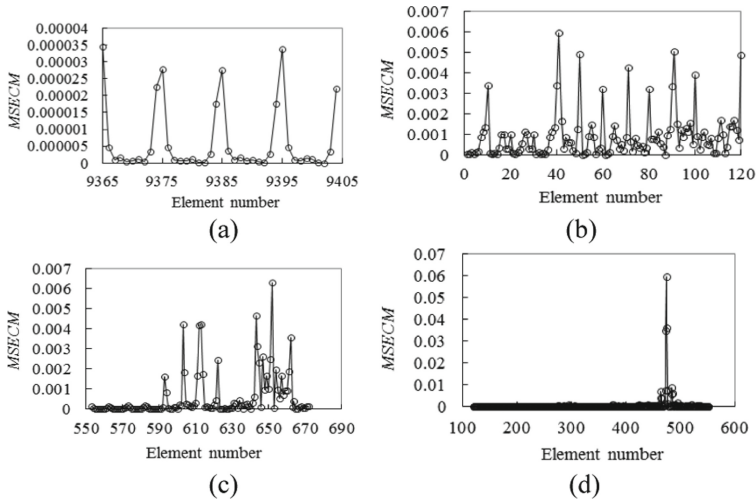 0.00004
0.000035
0.00003
0.000025
0.00002
0.000015
0.00001
0.000005
0
MSECM
9365 9375 9385 9395 9405
Element number
(a)
0.007
0.006
0.005
0.004
0.003
0.002
0.001
0
MSECM
0 20 40 60 80 100 120
Element number
(b)
0.007
0.006
0.005
0.004
0.003
0.002
0.001
0
MSECM
550 570 590 610 630 650 670 690
Element number
(c)
0.07
0.06
0.05
0.04
0.03
0.02
0.01
0
MSECM
100 200 300 400 500 600
Element number
(d)